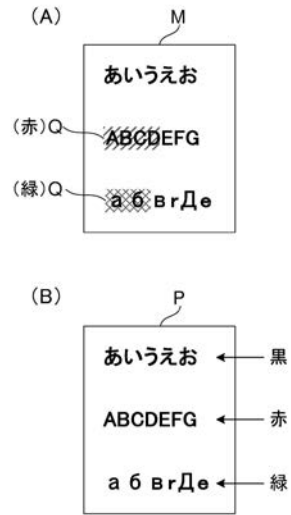 (A)
M
あいうえお
(赤)Q
ABCDEFG
(緑)Q
а б в г Д е
(B)
P
あいうえお
黒
ABCDEFG
赤
а б в г Д е
緑